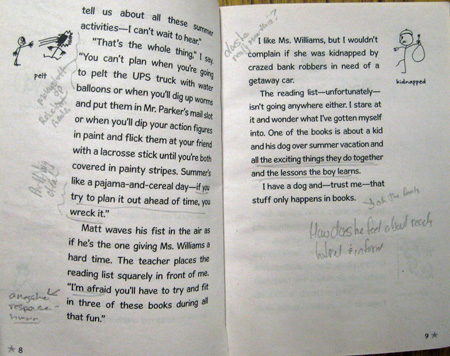 tell us about all these summer
activities—I can't wait to hear."
"That's the whole thing," I say.
"You can't plan when you're going
to pelt the UPS truck with water
balloons or when you'll dig up worms
and put them in Mr. Parker's mail slot
or when you'll dip your action figures
in paint and flick them at your friend
with a lacrosse stick until you're both
covered in painty stripes. Summer's
like a pajama-and-cereal day—if you
try to plan it out ahead of time, you
wreck it."
Matt waves his fist in the air as
if he's the one giving Ms. Williams a
hard time. The teacher places the
reading list squarely in front of me.
"I'm afraid you'll have to try and fit
in three of these books during all
that fun."
pelt
response
8
I like Ms. Williams, but I wouldn't
complain if she was kidnapped by
crazed bank robbers in need of a
getaway car.
The reading list—unfortunately—
isn't going anywhere either. I stare at
it and wonder what I've gotten myself
into. One of the books is about a kid
and his dog over summer vacation and
all the exciting things they do together
and the lessons the boy learns.
I have a dog and—trust me—that
stuff only happens in books.
kidnapped
How does he feel about
9